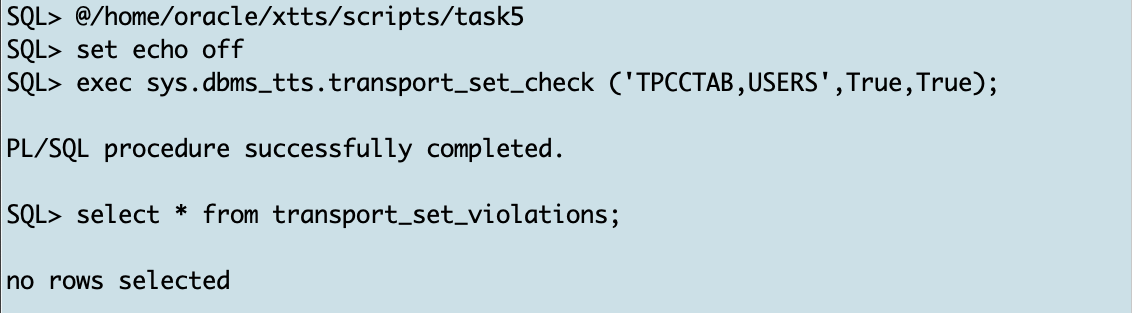 SQL> @/home/oracle/xtts/scripts/task5
SQL> set echo off
SQL> exec sys.dbms_tts.transport_set_check ('TPCCTAB,USERS',True,True);
PL/SQL procedure successfully completed.
SQL> select * from transport_set_violations;
no rows selected